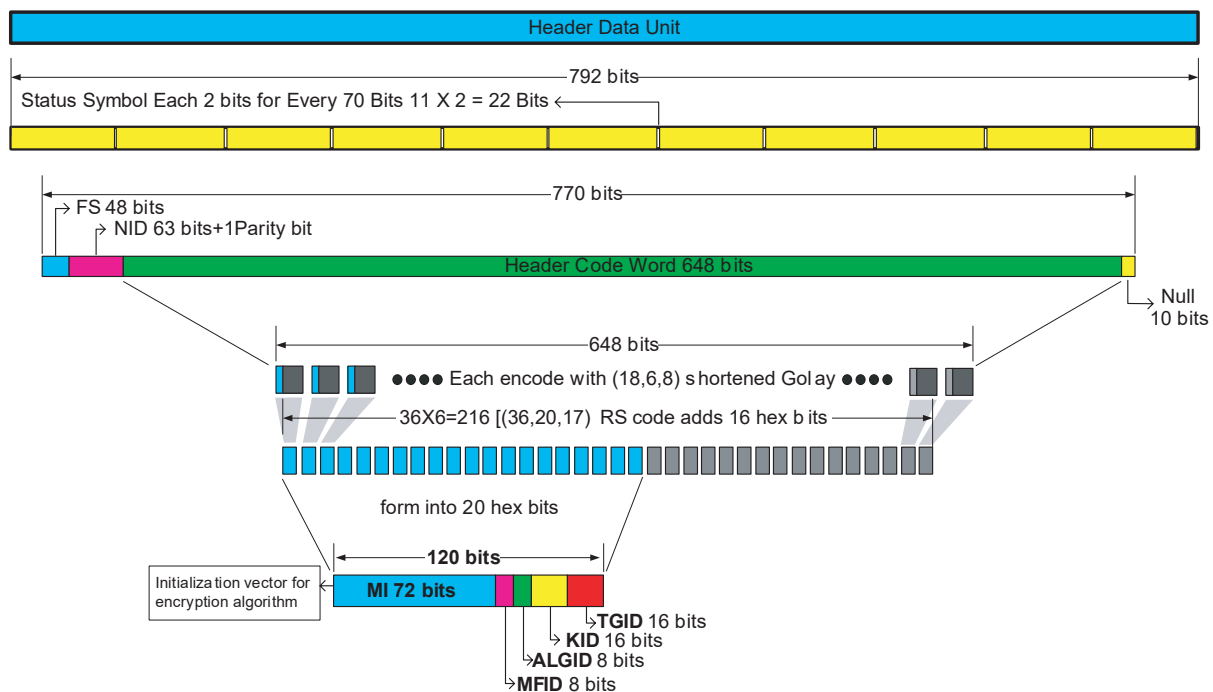 Header Data Unit
792 bits
Status Symbol Each 2 bits for Every 70 Bits 11 X 2 = 22 Bits
770 bits
FS 48 bits
NID 63 bits+1Parity bit
Header Code Word 648 bits
Null
10 bits
648 bits
Each encode with (18,6,8) shortened Golay
36X6=216 [(36,20,17) RS code adds 16 hex bits
form into 20 hex bits
120 bits
Initialization vector for
encryption algorithm
MI 72 bits
TGID 16 bits
KID 16 bits
ALGID 8 bits
MFID 8 bits